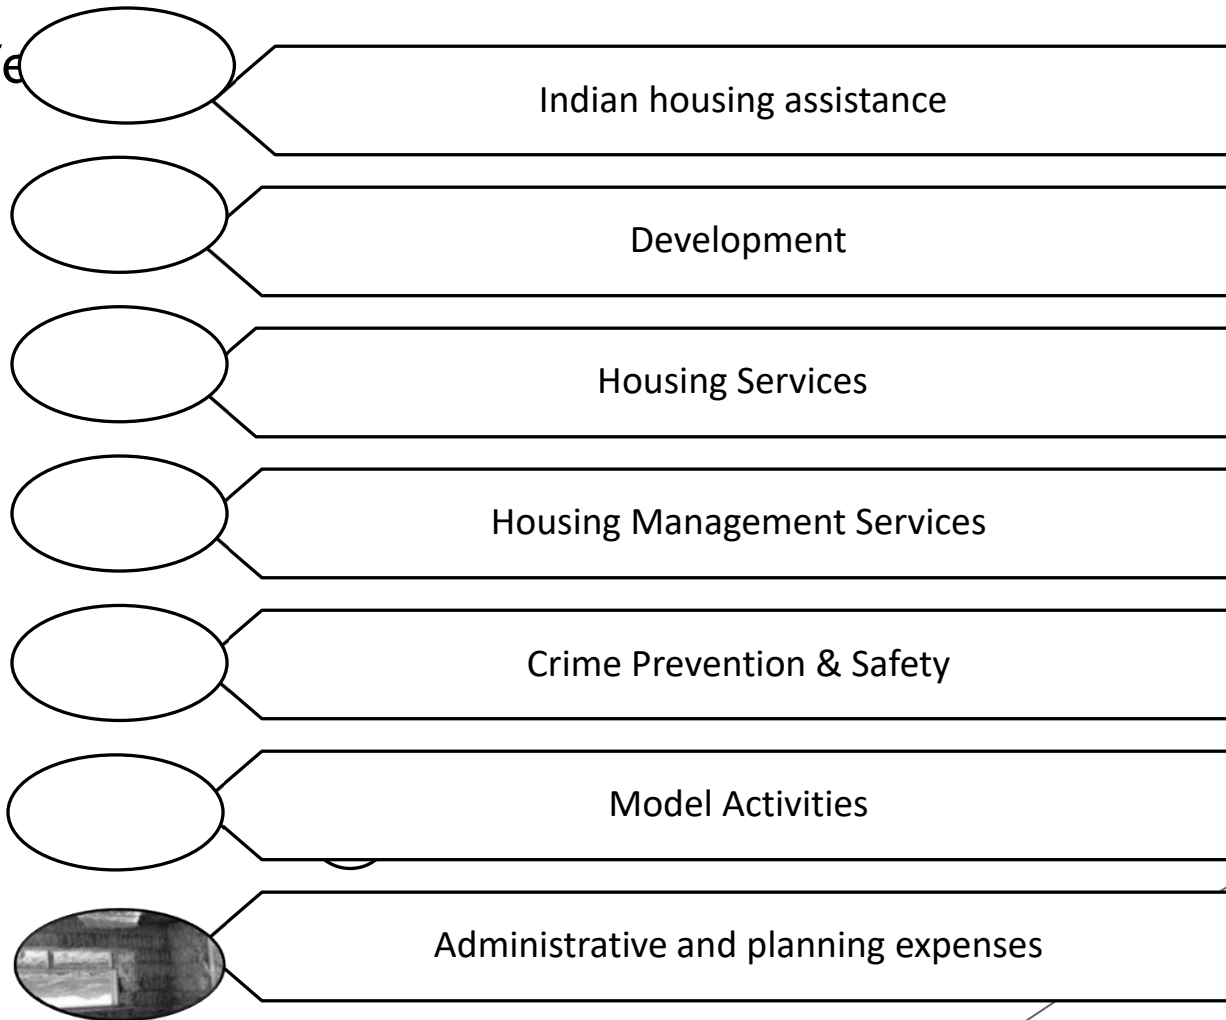 Indian housing assistance
Development
Housing Services
Housing Management Services
Crime Prevention & Safety
Model Activities
Administrative and planning expenses